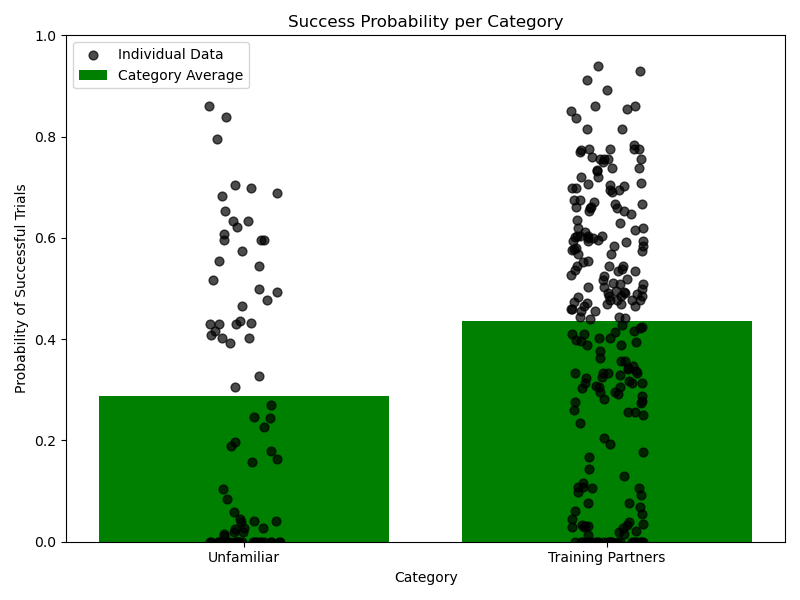 Success Probability per Category
Individual Data
Category Average
1.0
0.8
0.6
0.4
0.2
0.0
Probability of Successful Trials
Unfamiliar
Training Partners
Category